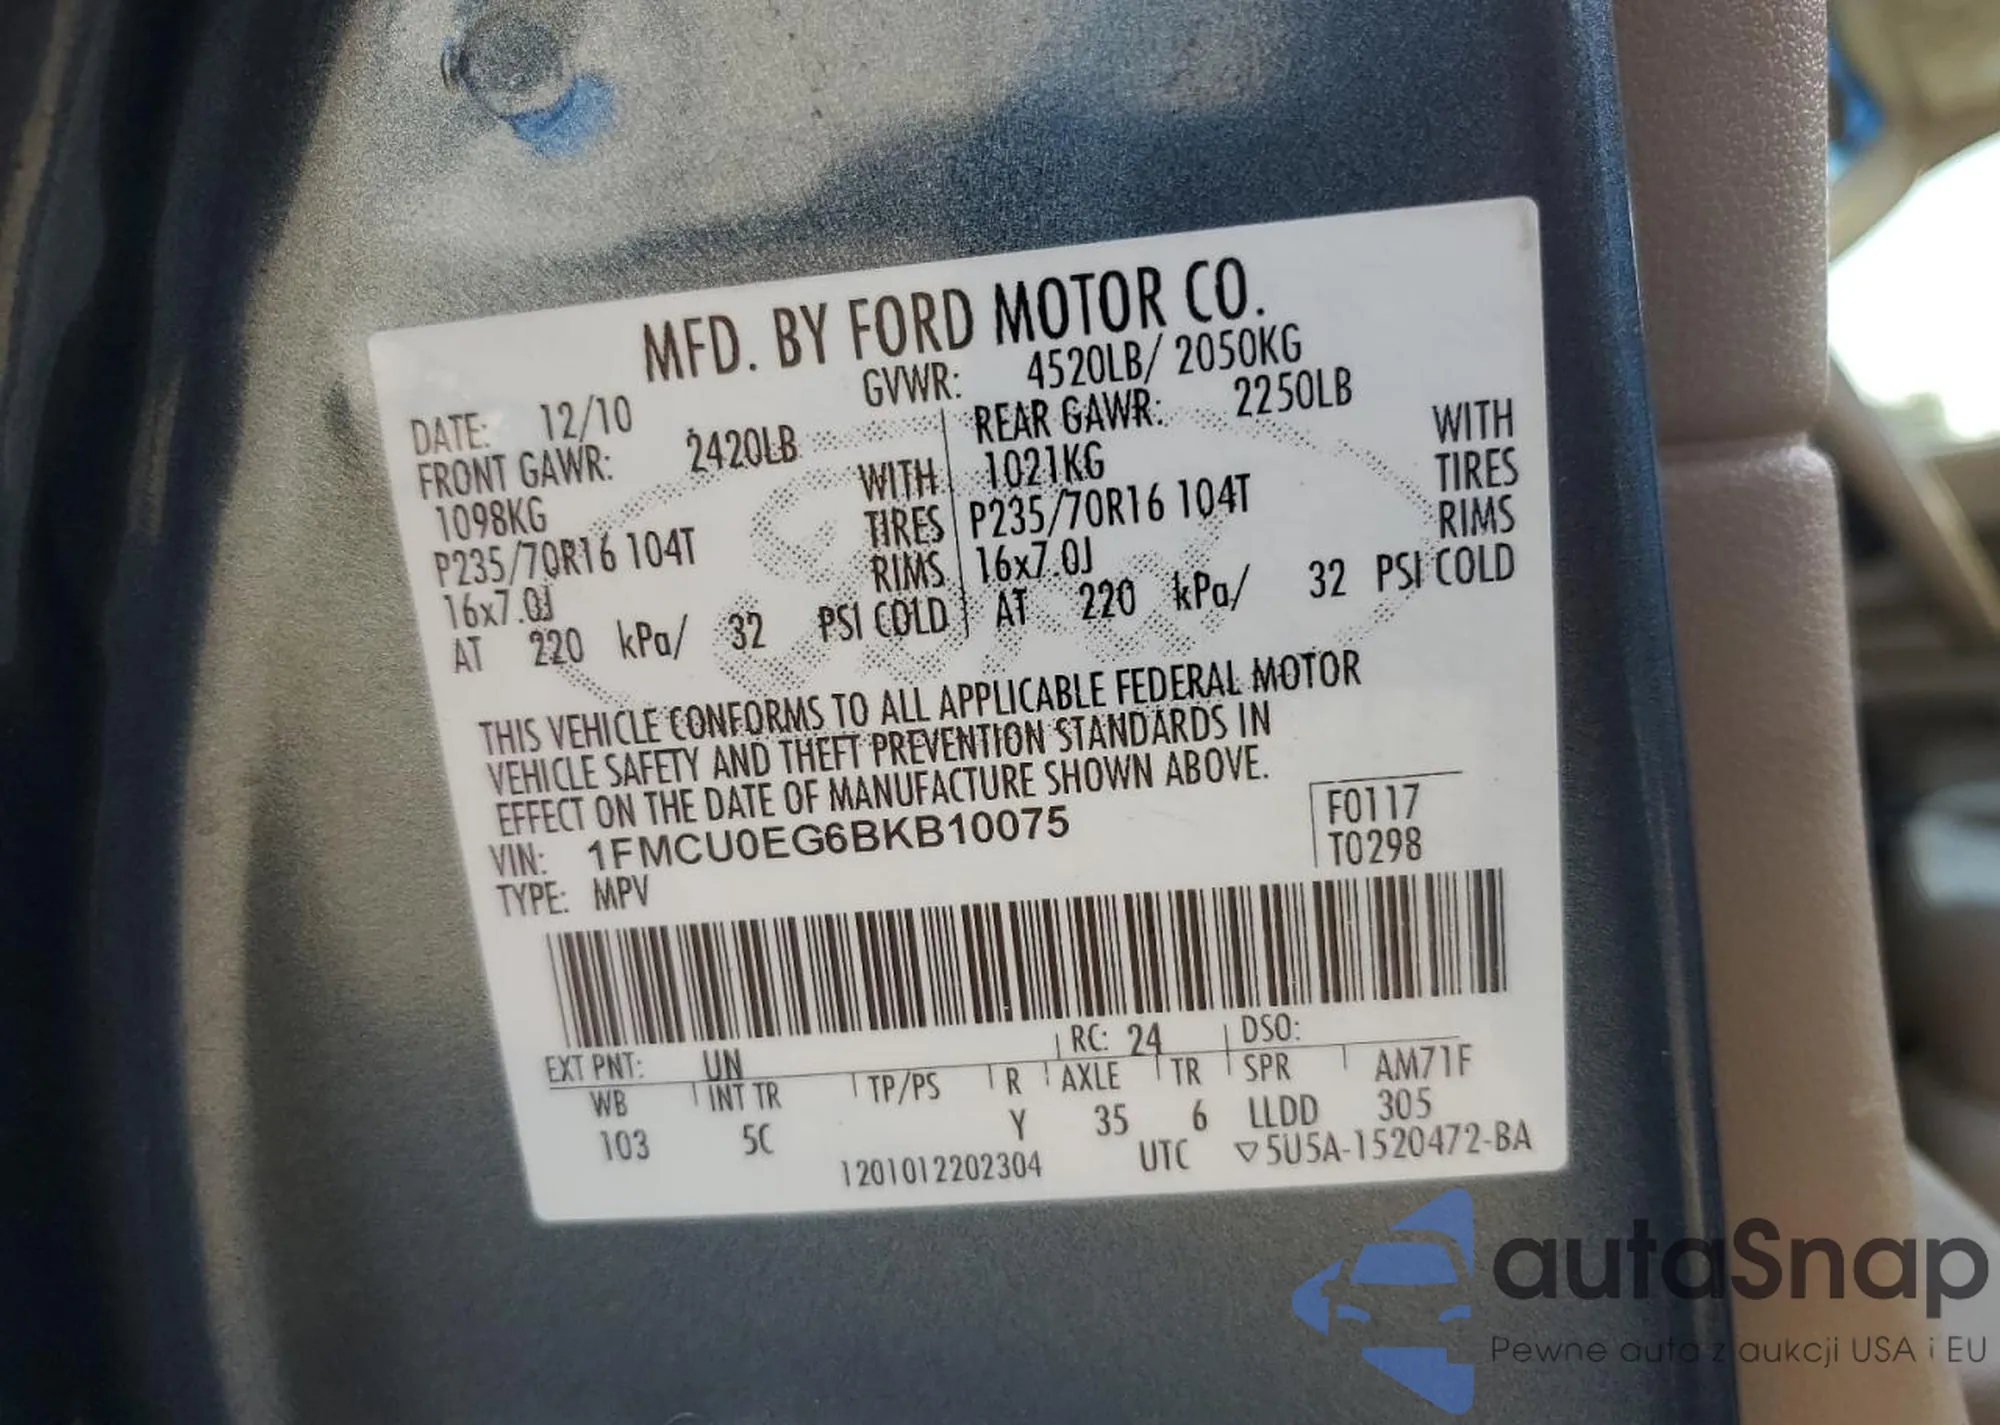 MFD. BY FORD MOTOR CO.
DATE: 12/10 GVWR: 4520LB/ 2050KG
FRONT GAWR: 2420LB REAR GAWR: 2250LB
1098KG WITH 1021KG WITH
P235/70R16 104T TIRES P235/70R16 104T TIRES
16x7.0J RIMS 16x7.0J RIMS
AT 220 kPa/ 32 PSI COLD AT 220 kPa/ 32 PSI COLD
THIS VEHICLE CONFORMS TO ALL APPLICABLE FEDERAL MOTOR
VEHICLE SAFETY AND THEFT PREVENTION STANDARDS IN
EFFECT ON THE DATE OF MANUFACTURE SHOWN ABOVE.
VIN: 1FMCU0EG6BKB10075 F0117
TYPE: MPV T0298
EXT PNT: UN RC: 24 DSO:
WB INT TR TP/PS R AXLE TR SPR AM71F
103 5C Y 35 6 LLDD 305
1201012202304 UTC ▽5U5A-1520472-BA
autaSnap
Pewne auta z aukcji USA i EU